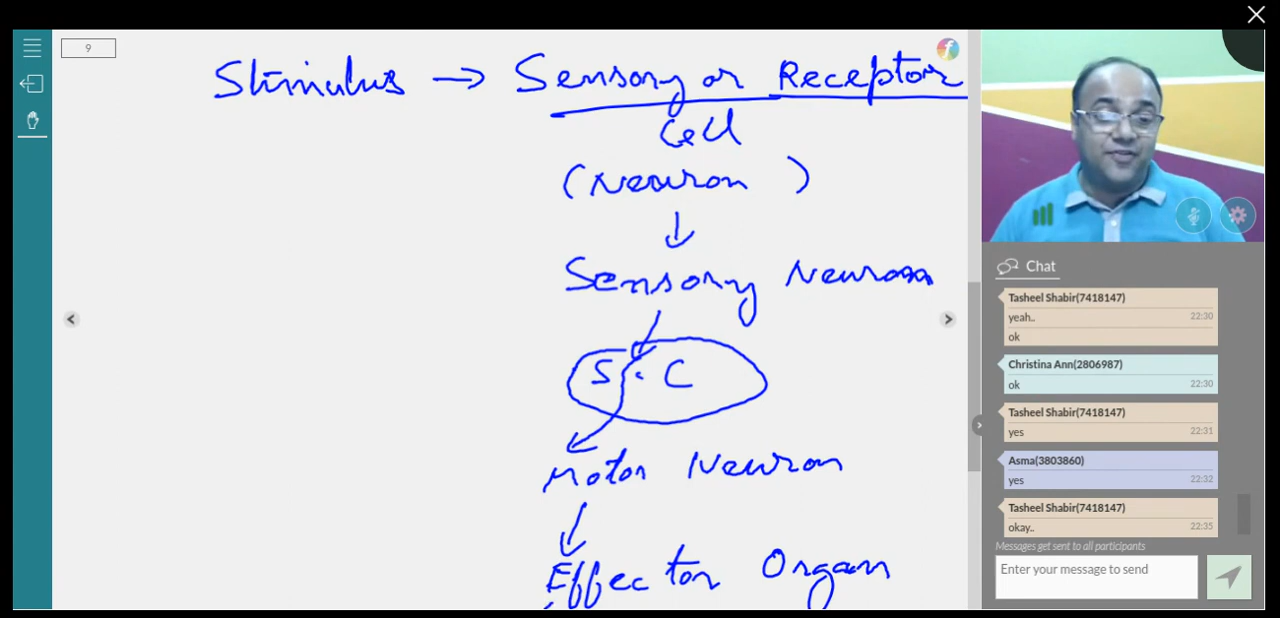 9
Stimulus → Sensory or Receptor
Cell
(Neuron)
↓
Sensory Neuron
S.C
Motor Neuron
Effector Organ
Chat
Tasheel Shabir(7418147)
yeah..
22:30
ok
Christina Ann(2806987)
ok
22:30
Tasheel Shabir(7418147)
yes
22:31
Asma(3803860)
yes
22:32
Tasheel Shabir(7418147)
okay..
22:35
Messages get sent to all participants
Enter your message to send